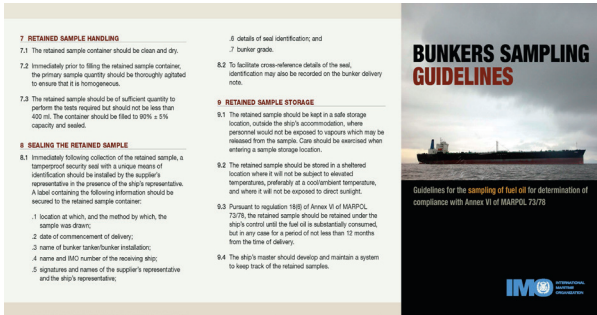 7 RETAINED SAMPLE HANDLING
7.1 The retained sample container should be clean and dry.
7.2 Immediately prior to filling the retained sample container,
the primary sample quantity should be thoroughly agitated
to ensure that it is homogeneous.
7.3 The retained sample should be of sufficient quantity to
perform the tests required but should not be less than
400 ml. The container should be filled to 90% ± 5%
capacity and sealed.
8 SEALING THE RETAINED SAMPLE
8.1 Immediately following collection of the retained sample, a
tamperproof security seal with a unique means of
identification should be installed by the supplier's
representative in the presence of the ship's representative.
A label containing the following information should be
secured to the retained sample container:
.1 location at which, and the method by which, the
sample was drawn;
.2 date of commencement of delivery;
.3 name of bunker tanker/bunker installation;
.4 name and IMO number of the receiving ship;
.5 signatures and names of the supplier's representative
and the ship's representative;
.6 details of seal identification; and
.7 bunker grade.
8.2 To facilitate cross-reference details of the seal,
identification may also be recorded on the bunker delivery
note.
9 RETAINED SAMPLE STORAGE
9.1 The retained sample should be kept in a safe storage
location, outside the ship's accommodation, where
personnel would not be exposed to vapours which may be
released from the sample. Care should be exercised when
entering a sample storage location.
9.2 The retained sample should be stored in a sheltered
location where it will not be subject to elevated
temperatures, preferably at a cool/ambient temperature,
and where it will not be exposed to direct sunlight.
9.3 Pursuant to regulation 18(6) of Annex VI of MARPOL
73/78, the retained sample should be retained under the
ship's control until the fuel oil is substantially consumed,
but in any case for a period of not less than 12 months
from the time of delivery.
9.4 The ship's master should develop and maintain a system
to keep track of the retained samples.
BUNKERS SAMPLING
GUIDELINES
Guidelines for the sampling of fuel oil for determination of
compliance with Annex VI of MARPOL 73/78
IMO
INTERNATIONAL
MARITIME
ORGANIZATION